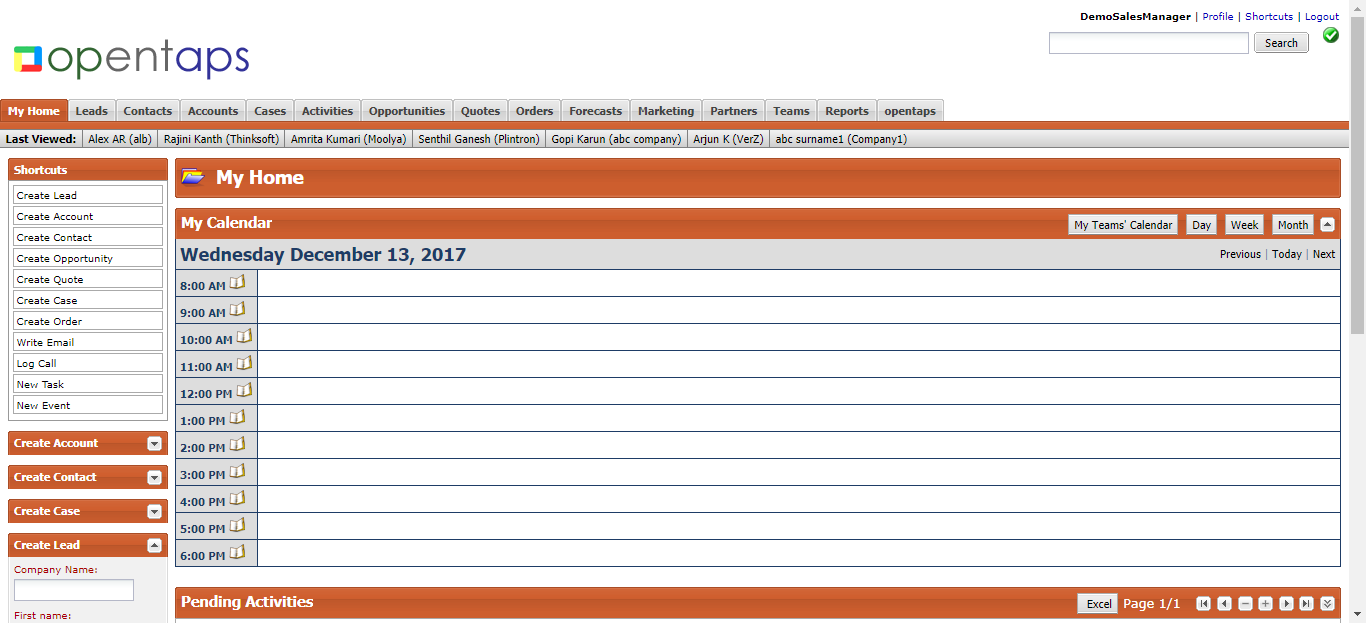 DemoSalesManager | Profile | Shortcuts | Logout
Search
opentaps
My Home Leads Contacts Accounts Cases Activities Opportunities Quotes Orders Forecasts Marketing Partners Teams Reports opentaps
Last Viewed: Alex AR (alb) Rajini Kanth (Thinksoft) Amrita Kumari (Moolya) Senthil Ganesh (Plintron) Gopi Karun (abc company) Arjun K (VerZ) abc surname1 (Company1)
Shortcuts
Create Lead
Create Account
Create Contact
Create Opportunity
Create Quote
Create Case
Create Order
Write Email
Log Call
New Task
New Event
Create Account
Create Contact
Create Case
Create Lead
Company Name:
First name:
My Home
My Calendar My Teams' Calendar Day Week Month
Wednesday December 13, 2017 Previous | Today | Next
8:00 AM
9:00 AM
10:00 AM
11:00 AM
12:00 PM
1:00 PM
2:00 PM
3:00 PM
4:00 PM
5:00 PM
6:00 PM
Pending Activities Excel Page 1/1